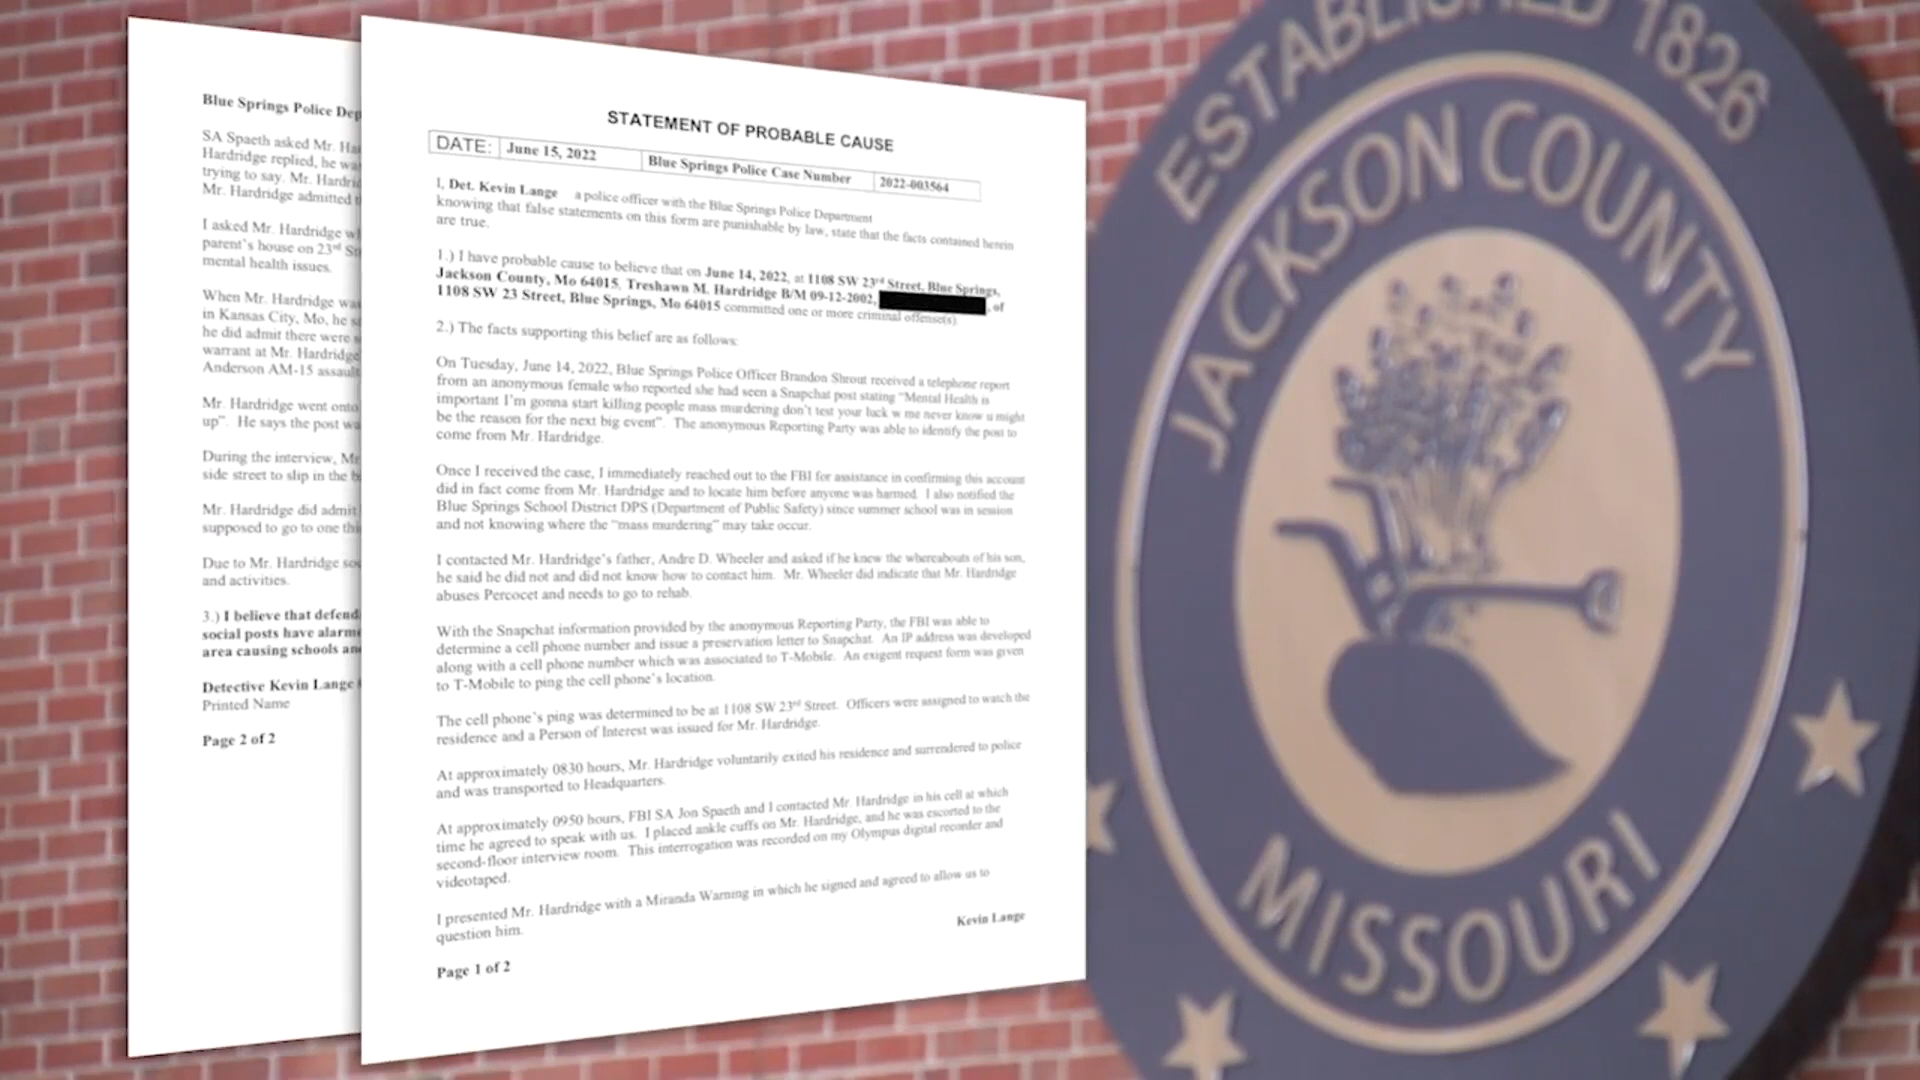 Blue Springs Police Dep
SA Spaeth asked Mr. Ha
Hardridge replied, he wa
trying to say. Mr. Hardri
Mr. Hardridge admitted t
I asked Mr. Hardridge w
parent's house on 23rd St
mental health issues.
When Mr. Hardridge wa
in Kansas City, Mo, he s
he did admit there were
warrant at Mr. Hardridge
Anderson AM-15 assaul
Mr. Hardridge went onto
up". He says the post wa
During the interview, Mr
side street to slip in the b
Mr. Hardridge did admit
supposed to go to one thi
Due to Mr. Hardridge so
and activities.
3.) I believe that defend
social posts have alarm
area causing schools an
Detective Kevin Lange
Printed Name
Page 2 of 2
STATEMENT OF PROBABLE CAUSE
DATE: June 15, 2022 Blue Springs Police Case Number 2022-003564
I, Det. Kevin Lange a police officer with the Blue Springs Police Department
knowing that false statements on this form are punishable by law, state that the facts contained herein
are true.
1.) I have probable cause to believe that on June 14, 2022, at 1108 SW 23rd Street, Blue Springs,
Jackson County, Mo 64015, Treshawn M. Hardridge B/M 09-12-2002, , of
1108 SW 23 Street, Blue Springs, Mo 64015 committed one or more criminal offense(s).
2.) The facts supporting this belief are as follows:
On Tuesday, June 14, 2022, Blue Springs Police Officer Brandon Shrout received a telephone report
from an anonymous female who reported she had seen a Snapchat post stating "Mental Health is
important I'm gonna start killing people mass murdering don't test your luck w me never know u might
be the reason for the next big event". The anonymous Reporting Party was able to identify the post to
come from Mr. Hardridge.
Once I received the case, I immediately reached out to the FBI for assistance in confirming this account
did in fact come from Mr. Hardridge and to locate him before anyone was harmed. I also notified the
Blue Springs School District DPS (Department of Public Safety) since summer school was in session
and not knowing where the "mass murdering" may take occur.
I contacted Mr. Hardridge's father, Andre D. Wheeler and asked if he knew the whereabouts of his son,
he said he did not and did not know how to contact him. Mr. Wheeler did indicate that Mr. Hardridge
abuses Percocet and needs to go to rehab.
With the Snapchat information provided by the anonymous Reporting Party, the FBI was able to
determine a cell phone number and issue a preservation letter to Snapchat. An IP address was developed
along with a cell phone number which was associated to T-Mobile. An exigent request form was given
to T-Mobile to ping the cell phone's location.
The cell phone's ping was determined to be at 1108 SW 23rd Street. Officers were assigned to watch the
residence and a Person of Interest was issued for Mr. Hardridge.
At approximately 0830 hours, Mr. Hardridge voluntarily exited his residence and surrendered to police
and was transported to Headquarters.
At approximately 0950 hours, FBI SA Jon Spaeth and I contacted Mr. Hardridge in his cell at which
time he agreed to speak with us. I placed ankle cuffs on Mr. Hardridge, and he was escorted to the
second-floor interview room. This interrogation was recorded on my Olympus digital recorder and
videotaped.
I presented Mr. Hardridge with a Miranda Warning in which he signed and agreed to allow us to
question him.
Kevin Lange
Page 1 of 2
ESTABLISHED 1826
JACKSON COUNTY
MISSOURI